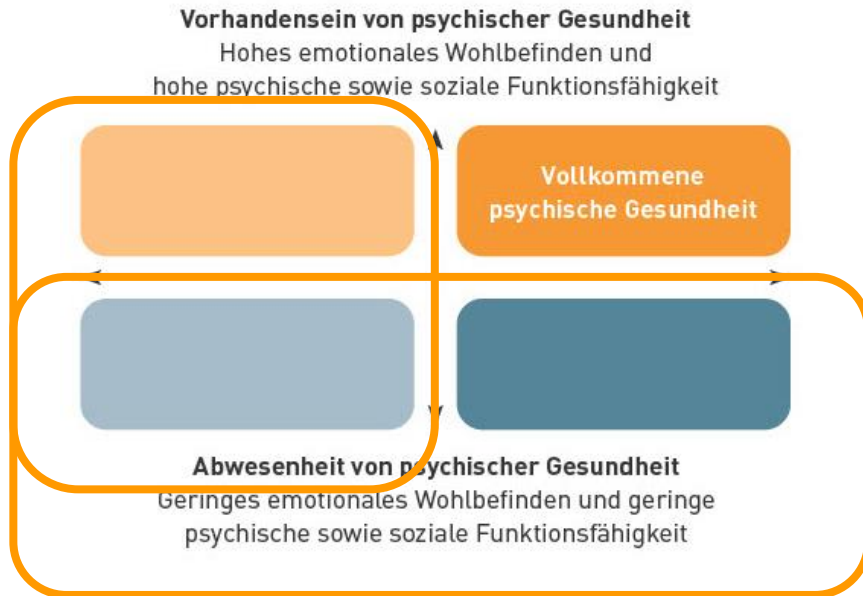 Vorhandensein von psychischer Gesundheit
Hohes emotionales Wohlbefinden und
hohe psychische sowie soziale Funktionsfähigkeit
Vollkommene
psychische Gesundheit
Abwesenheit von psychischer Gesundheit
Geringes emotionales Wohlbefinden und geringe
psychische sowie soziale Funktionsfähigkeit